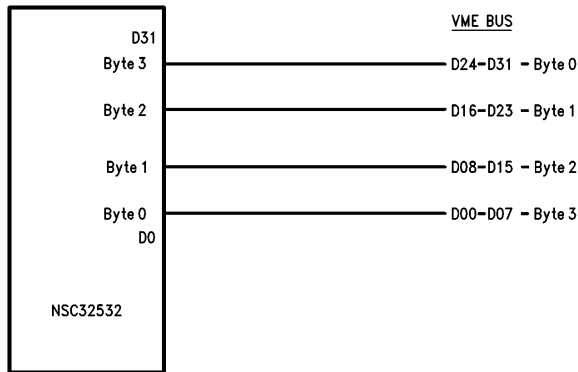 VME BUS
D31
Byte 3 D24-D31 - Byte 0
Byte 2 D16-D23 - Byte 1
Byte 1 D08-D15 - Byte 2
Byte 0 D00-D07 - Byte 3
D0
NSC32532